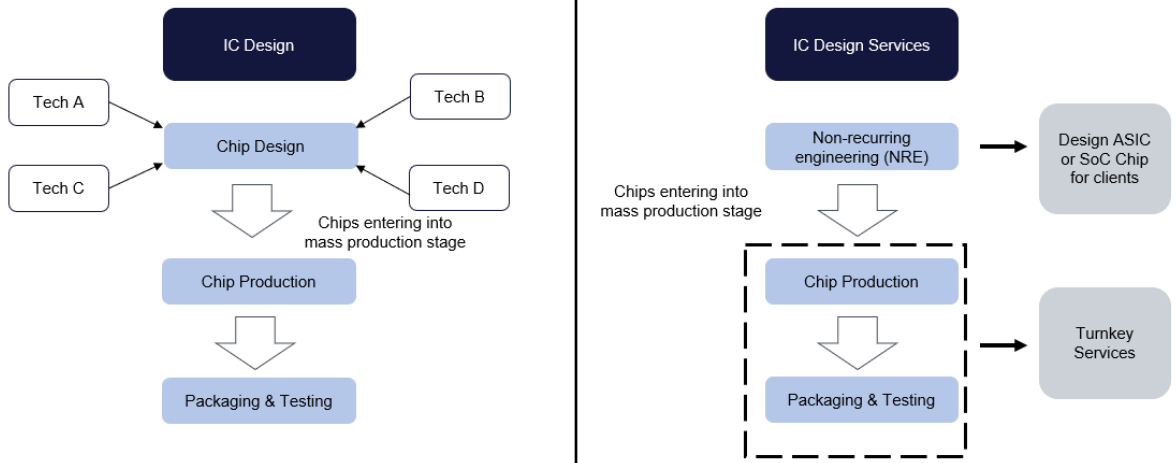 IC Design
Tech A
Tech B
Chip Design
Tech C
Tech D
Chips entering into
mass production stage
Chip Production
Packaging & Testing
IC Design Services
Non-recurring
engineering (NRE)
Design ASIC
or SoC Chip
for clients
Chips entering into
mass production stage
Chip Production
Packaging & Testing
Turnkey
Services